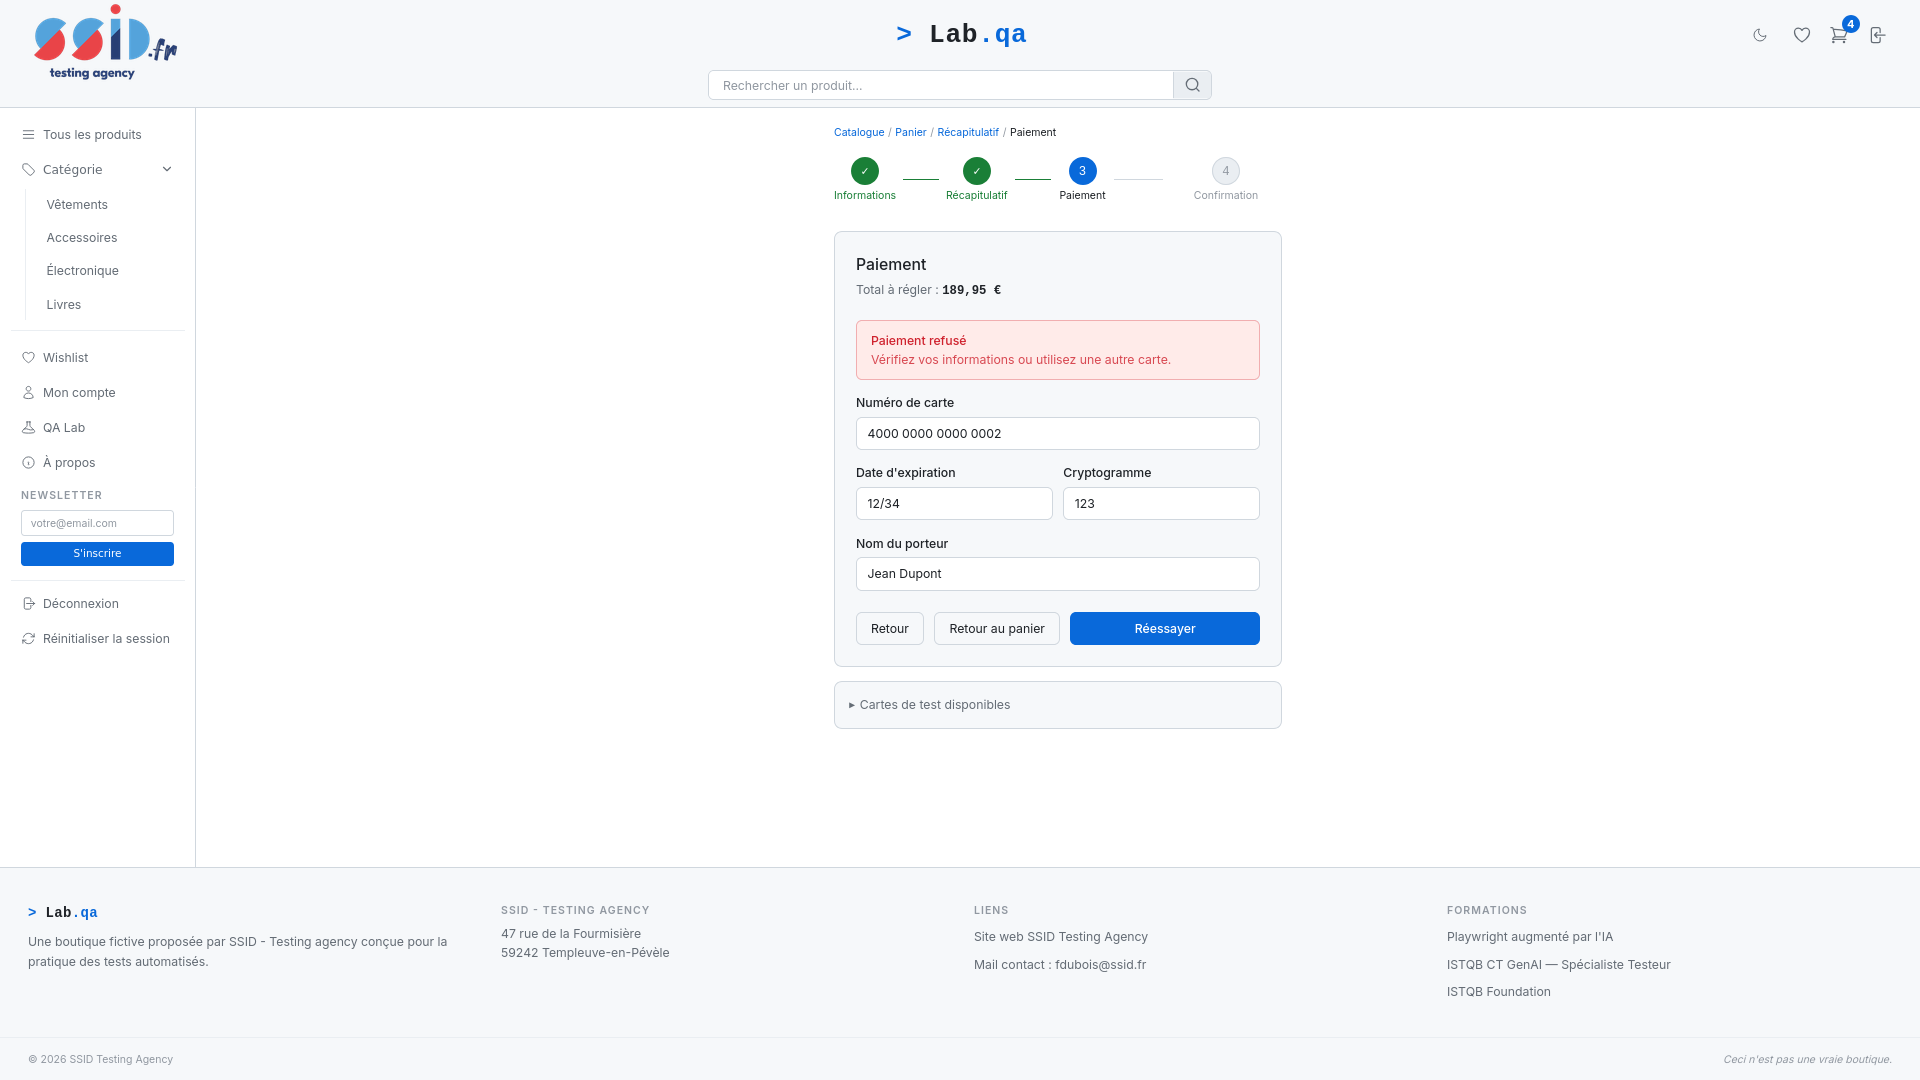 SSiD.fr
testing agency
> Lab.qa
4
Rechercher un produit...
Tous les produits
Catégorie
Vêtements
Accessoires
Électronique
Livres
Wishlist
Mon compte
QA Lab
À propos
NEWSLETTER
votre@email.com
S'inscrire
Déconnexion
Réinitialiser la session
Catalogue / Panier / Récapitulatif / Paiement
✓ ✓ 3 4
Informations Récapitulatif Paiement Confirmation
Paiement
Total à régler : 189,95 €
Paiement refusé
Vérifiez vos informations ou utilisez une autre carte.
Numéro de carte
4000 0000 0000 0002
Date d'expiration Cryptogramme
12/34 123
Nom du porteur
Jean Dupont
Retour Retour au panier Réessayer
▸ Cartes de test disponibles
> Lab.qa
Une boutique fictive proposée par SSID - Testing agency conçue pour la
pratique des tests automatisés.
SSID - TESTING AGENCY
47 rue de la Fourmisière
59242 Templeuve-en-Pévèle
LIENS
Site web SSID Testing Agency
Mail contact : fdubois@ssid.fr
FORMATIONS
Playwright augmenté par l'IA
ISTQB CT GenAI — Spécialiste Testeur
ISTQB Foundation
© 2026 SSID Testing Agency
Ceci n'est pas une vraie boutique.